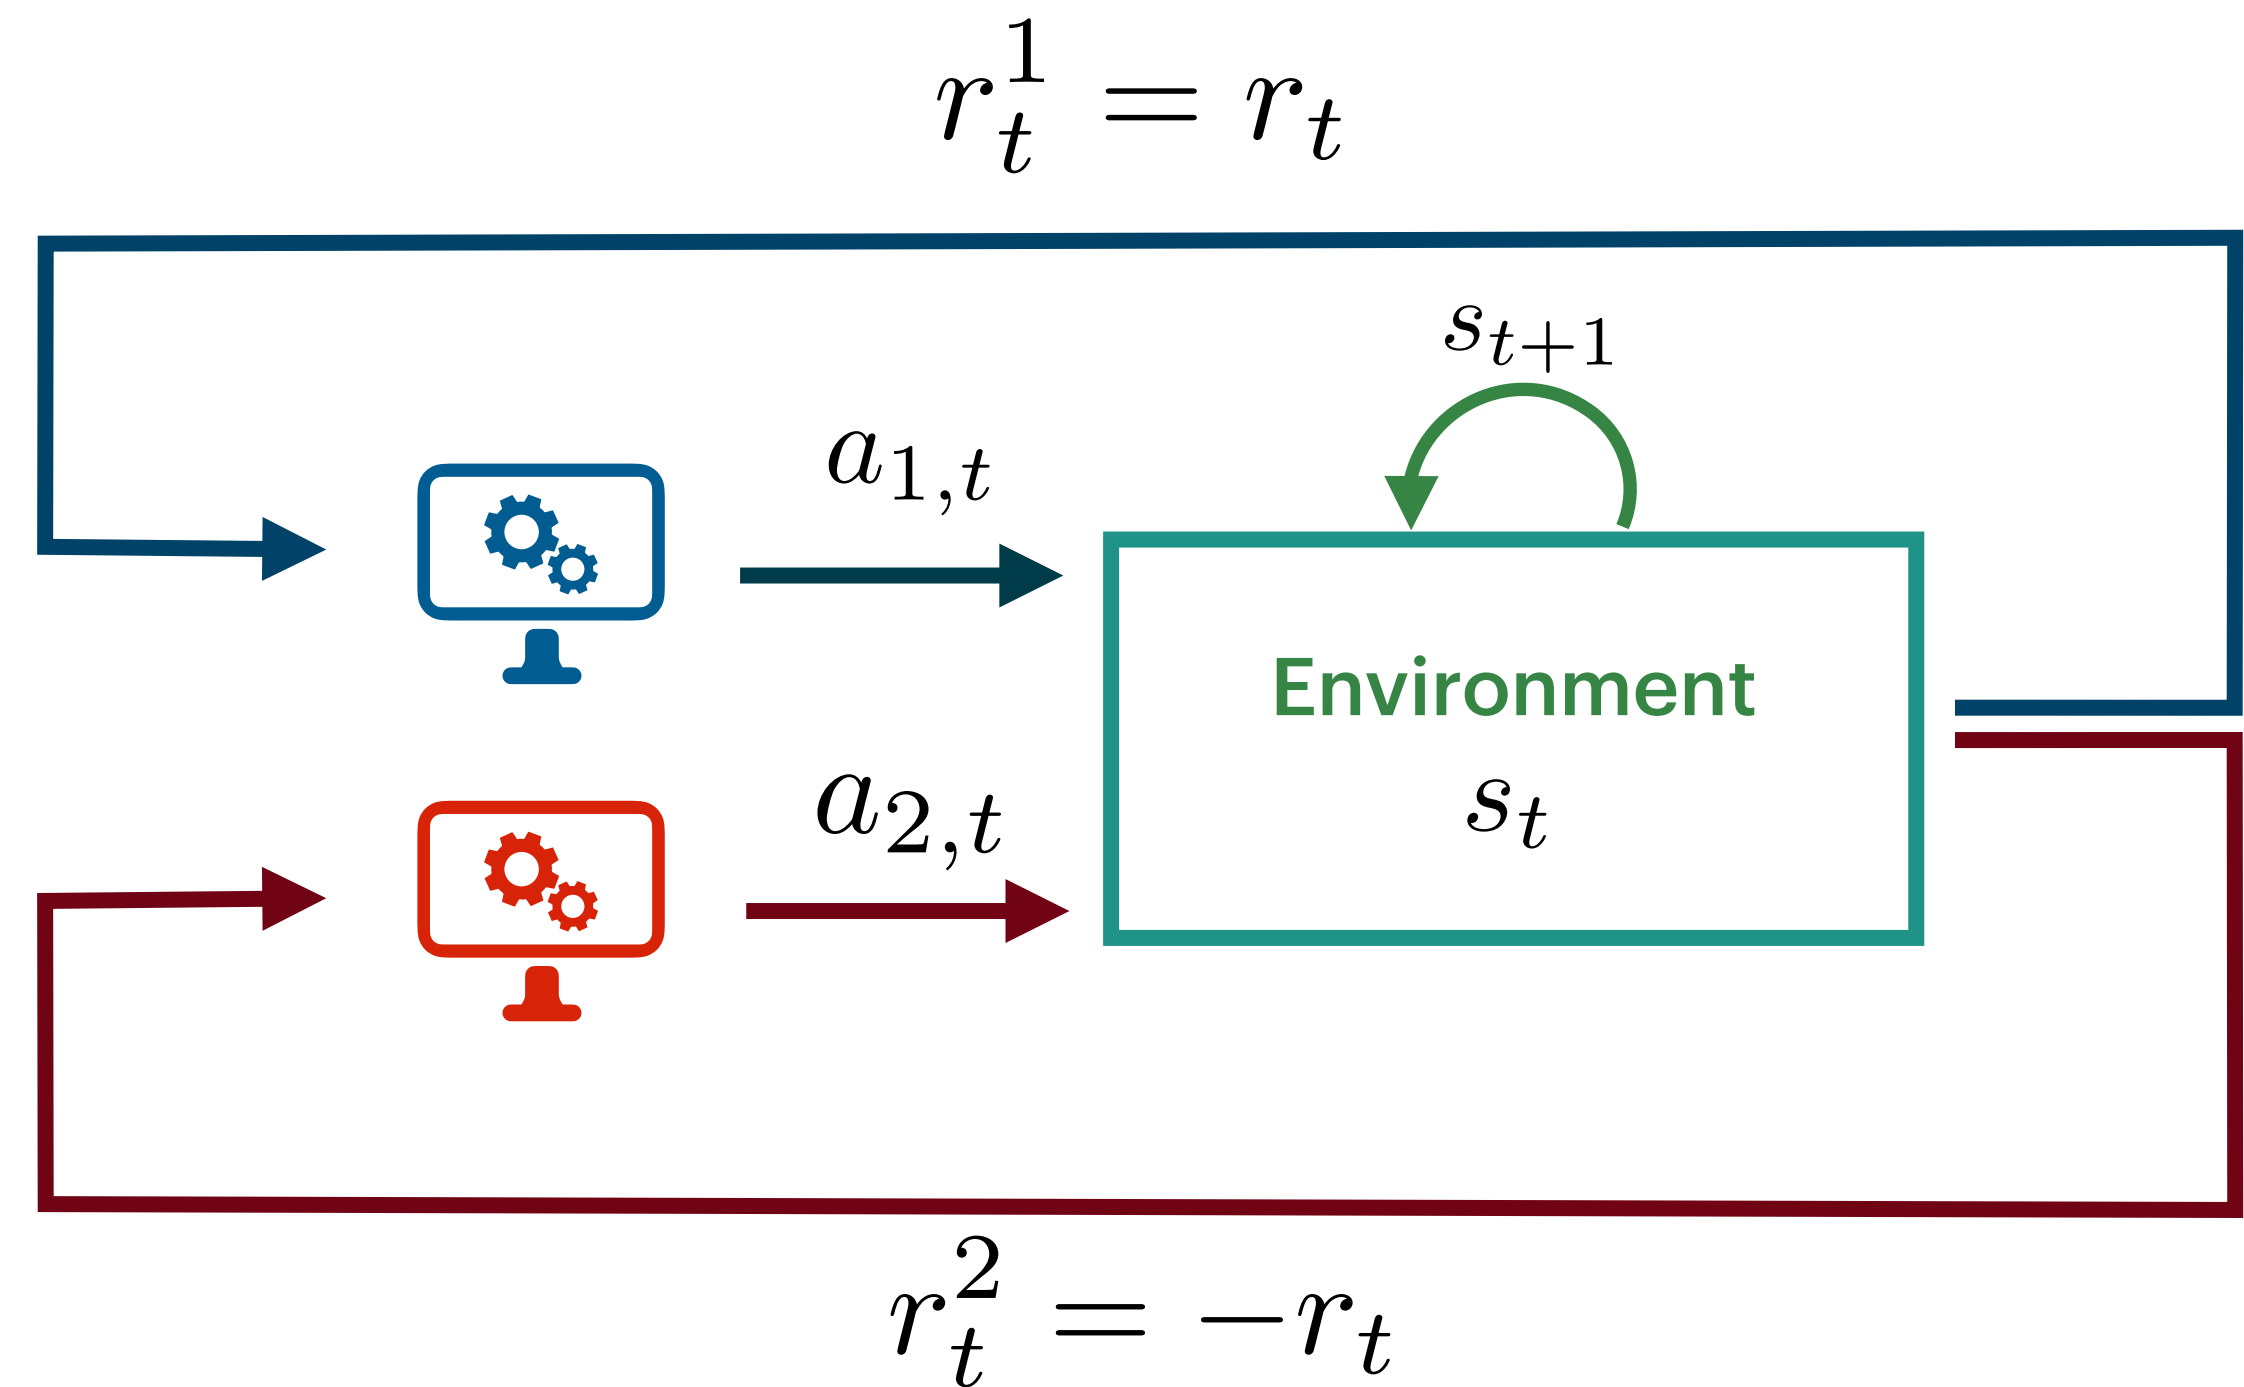 r_t^1 = r_t
s_{t+1}
a_{1,t}
Environment
a_{2,t}
s_t
r_t^2 = -r_t